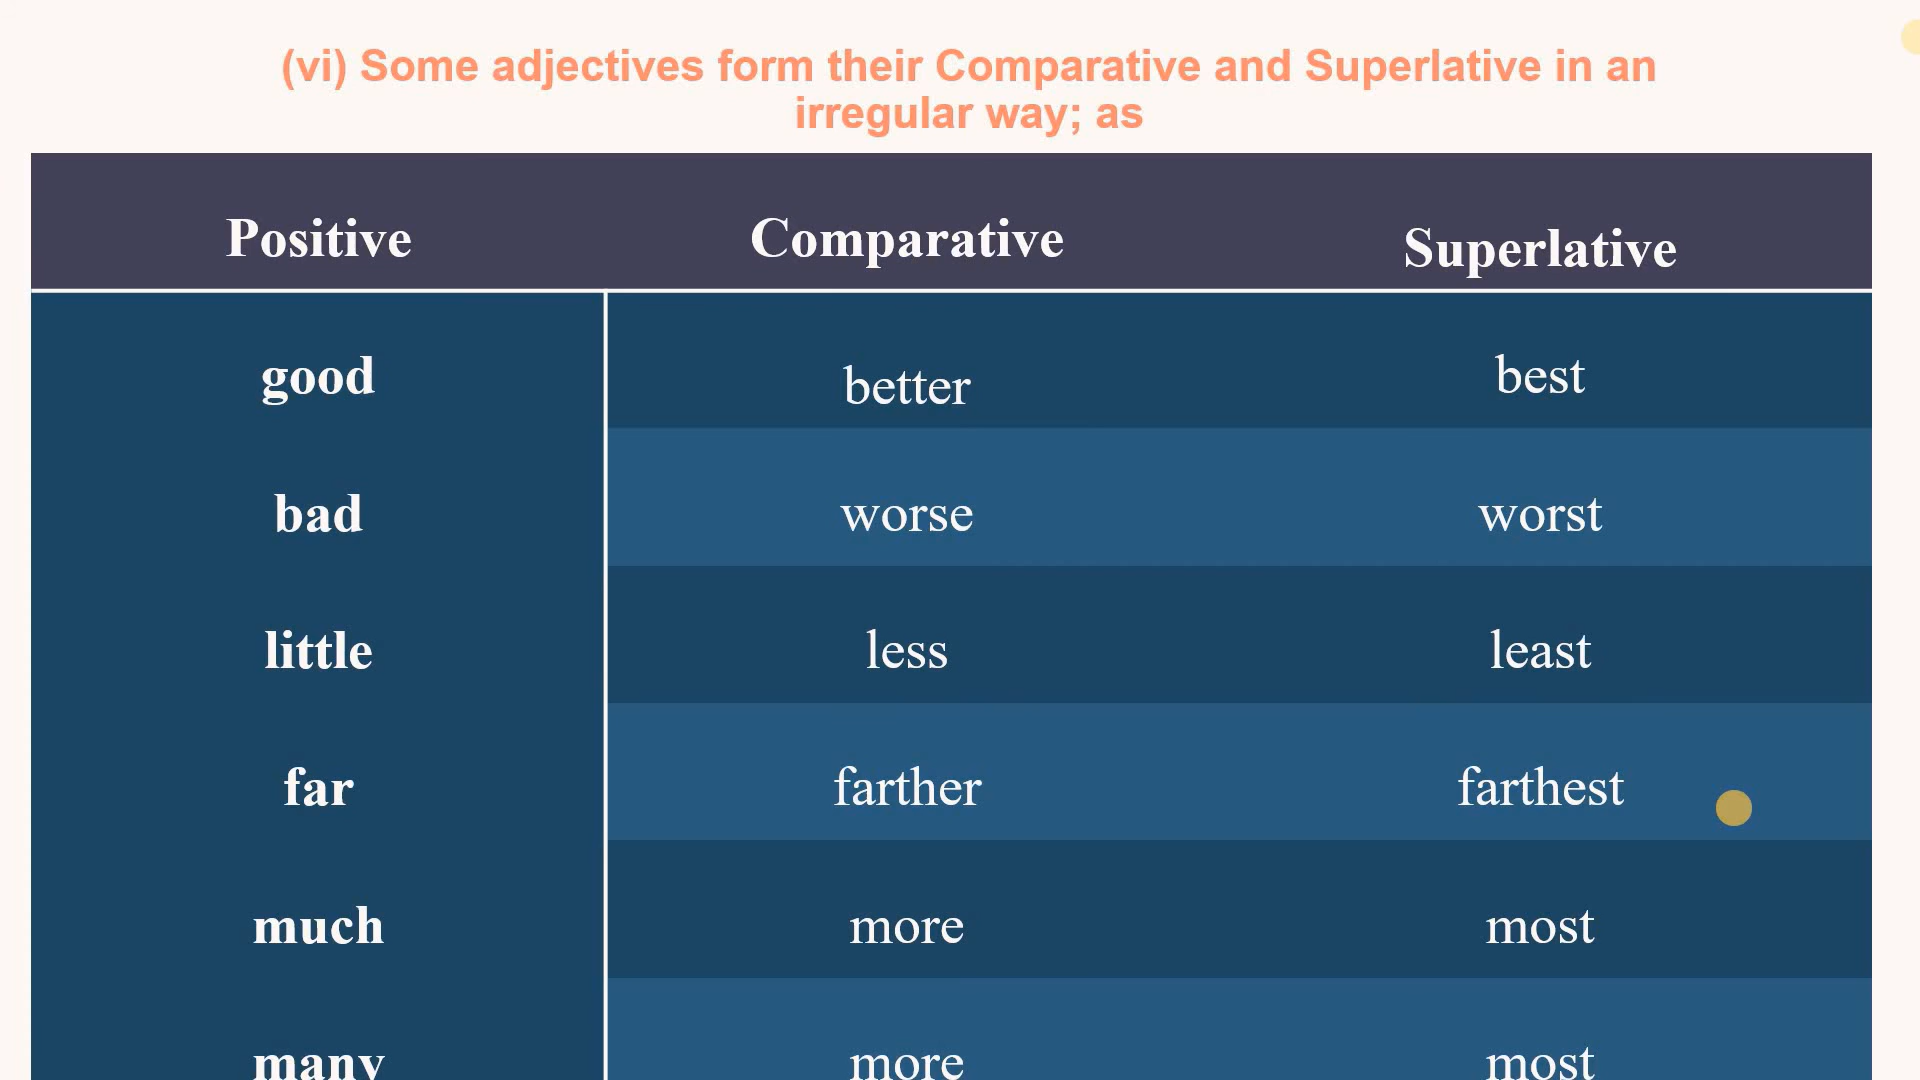 (vi) Some adjectives form their Comparative and Superlative in an
irregular way; as
Positive Comparative Superlative
good better best
bad worse worst
little less least
far farther farthest
much more most
many more most